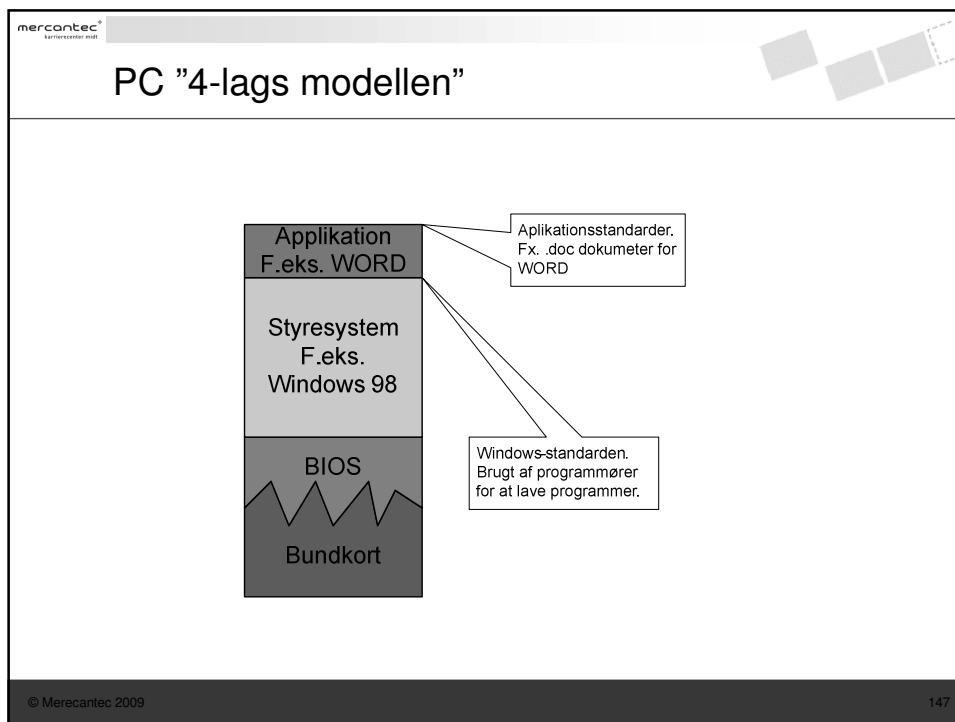 mercantec+
karrierecenter midt
PC ”4-lags modellen”
Applikation
F.eks. WORD
Aplikationsstandarder.
Fx. .doc dokumeter for
WORD
Styresystem
F.eks.
Windows 98
Windows-standarden.
Brugt af programmører
for at lave programmer.
BIOS
Bundkort
© Merecantec 2009
147